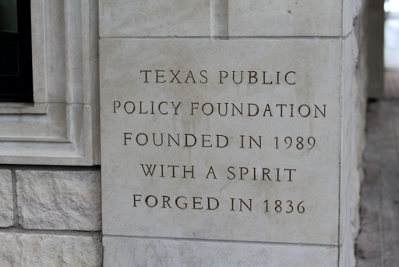 TEXAS PUBLIC
POLICY FOUNDATION
FOUNDED IN 1989
WITH A SPIRIT
FORGED IN 1836